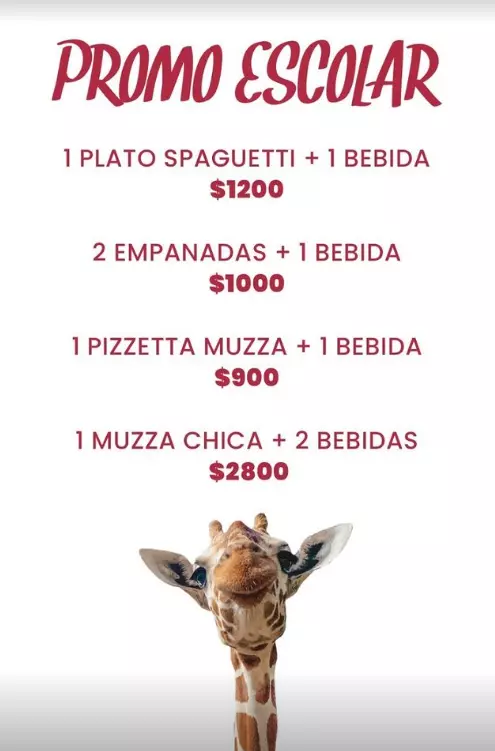 PROMO ESCOLAR
1 PLATO SPAGUETTI + 1 BEBIDA
$1200
2 EMPANADAS + 1 BEBIDA
$1000
1 PIZZETTA MUZZA + 1 BEBIDA
$900
1 MUZZA CHICA + 2 BEBIDAS
$2800